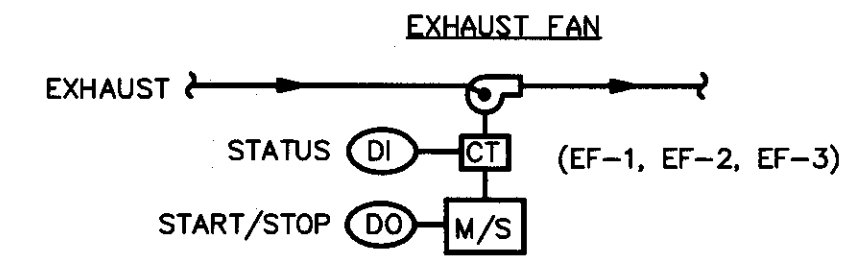 EXHAUST FAN
EXHAUST
STATUS DI CT (EF-1, EF-2, EF-3)
START/STOP DO M/S